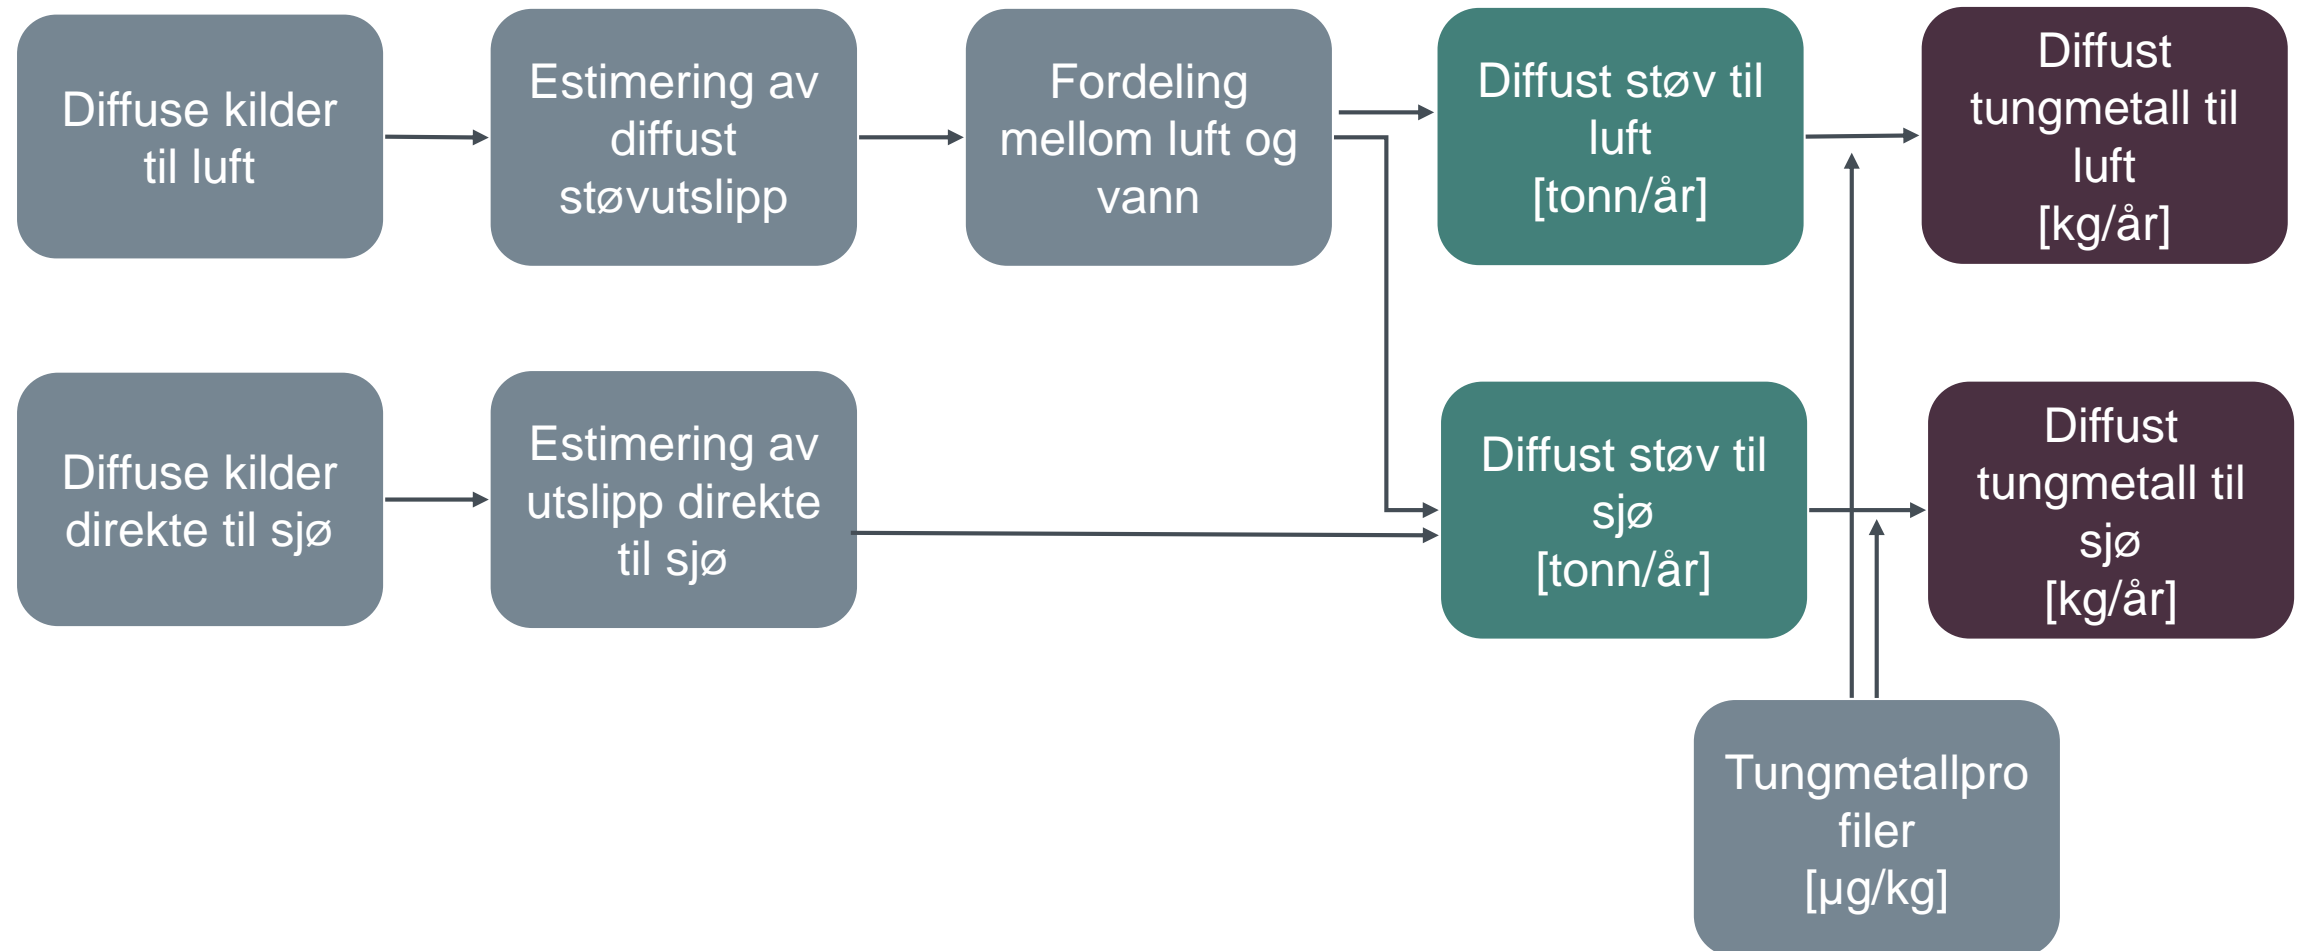 Diffuse kilder
til luft
Estimering av
diffust
støvutslipp
Fordeling
mellom luft og
vann
Diffust støv til
luft
[tonn/år]
Diffust
tungmetall til
luft
[kg/år]
Diffuse kilder
direkte til sjø
Estimering av
utslipp direkte
til sjø
Diffust støv til
sjø
[tonn/år]
Diffust
tungmetall til
sjø
[kg/år]
Tungmetallpro
filer
[µg/kg]